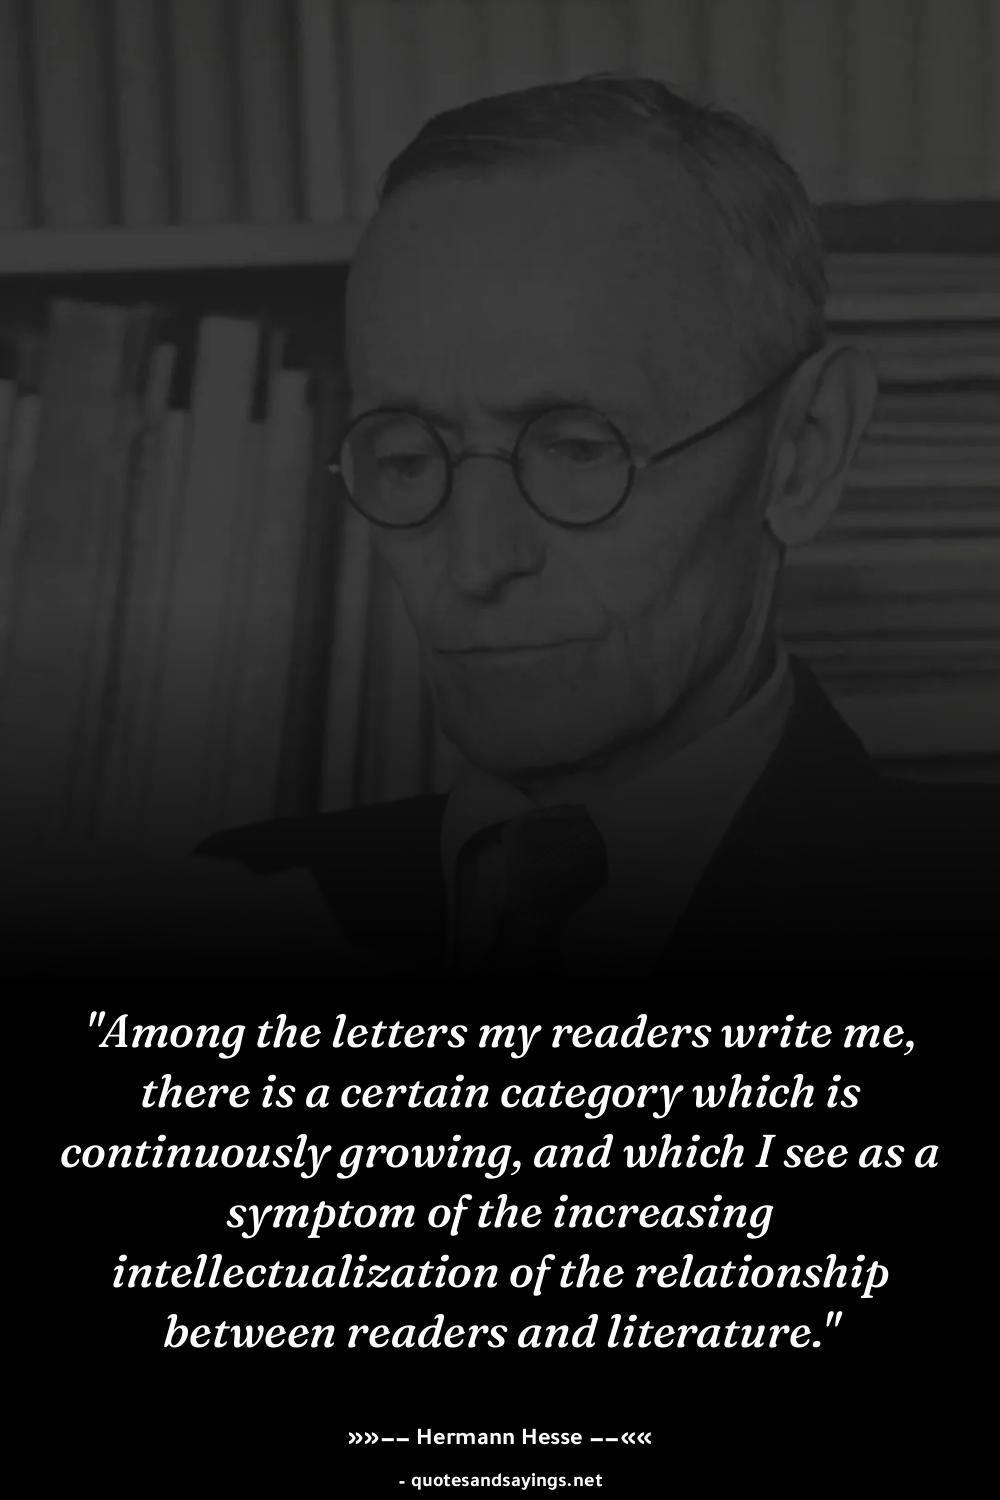 "Among the letters my readers write me,
there is a certain category which is
continuously growing, and which I see as a
symptom of the increasing
intellectualization of the relationship
between readers and literature."
»»–– Hermann Hesse ––««
- quotesandsayings.net